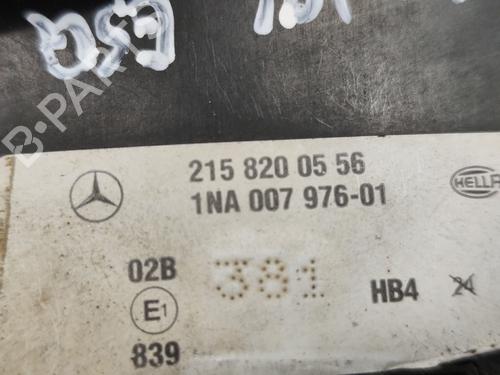 B-PARTS
215 820 05 56
1NA 007 976-01
HELLA
02B
381
HB4 24
E1
839